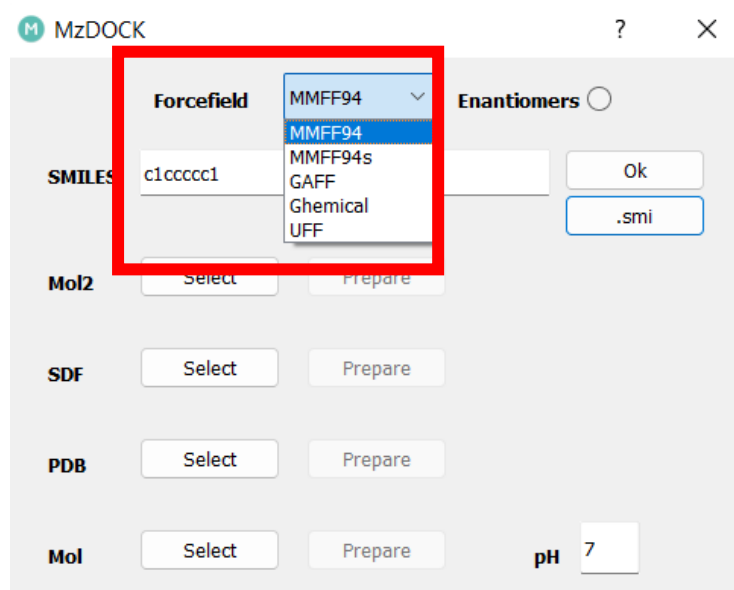 M MzDOCK ?
Forcefield MMFF94 Enantiomers
MMFF94
MMFF94s
GAFF
Ghemical
UFF
SMILES c1ccccc1 Ok
.smi
Mol2 Select Prepare
SDF Select Prepare
PDB Select Prepare
Mol Select Prepare pH 7